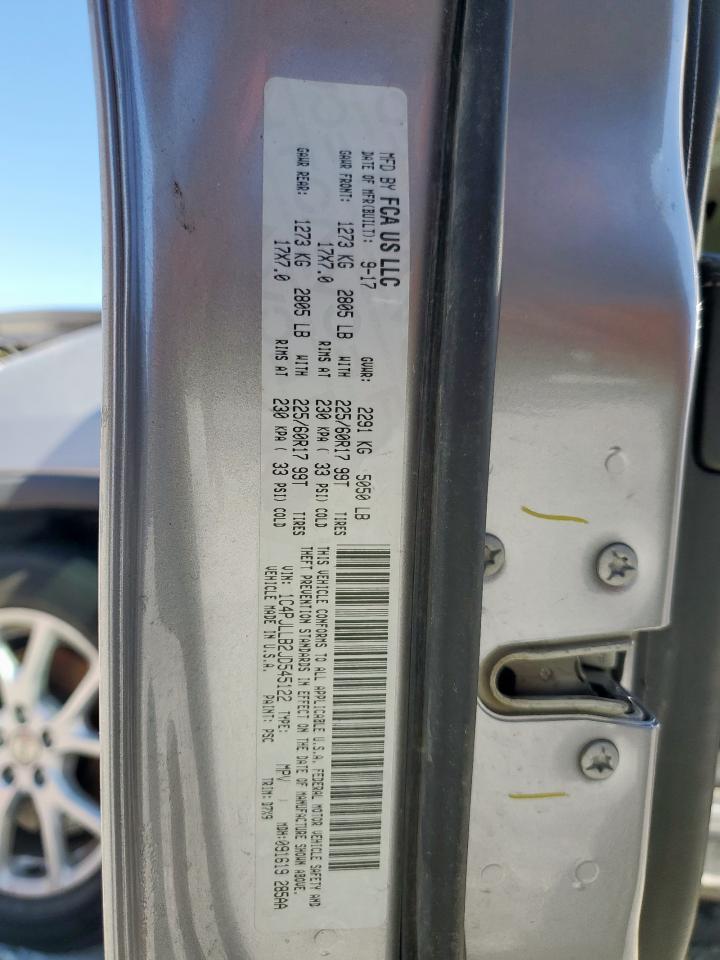 MFD BY FCA US LLC
DATE OF MFR(BUILT): 9-17 GVWR: 2291 KG 5050 LB
GAWR FRONT: 1273 KG 2805 LB WITH 225/60R17 99T TIRES
17X7.0 RIMS AT 230 KPA ( 33 PSI) COLD
GAWR REAR: 1273 KG 2805 LB WITH 225/60R17 99T TIRES
17X7.0 RIMS AT 230 KPA ( 33 PSI) COLD
THIS VEHICLE CONFORMS TO ALL APPLICABLE U.S.A. FEDERAL MOTOR VEHICLE SAFETY AND
THEFT PREVENTION STANDARDS IN EFFECT ON THE DATE OF MANUFACTURE SHOWN ABOVE.
VIN: 1C4PJLLB2JD545122 TYPE: MPV MDH:091619 285AA
VEHICLE MADE IN U.S.A. PAINT: PSC TRIM: B7X9